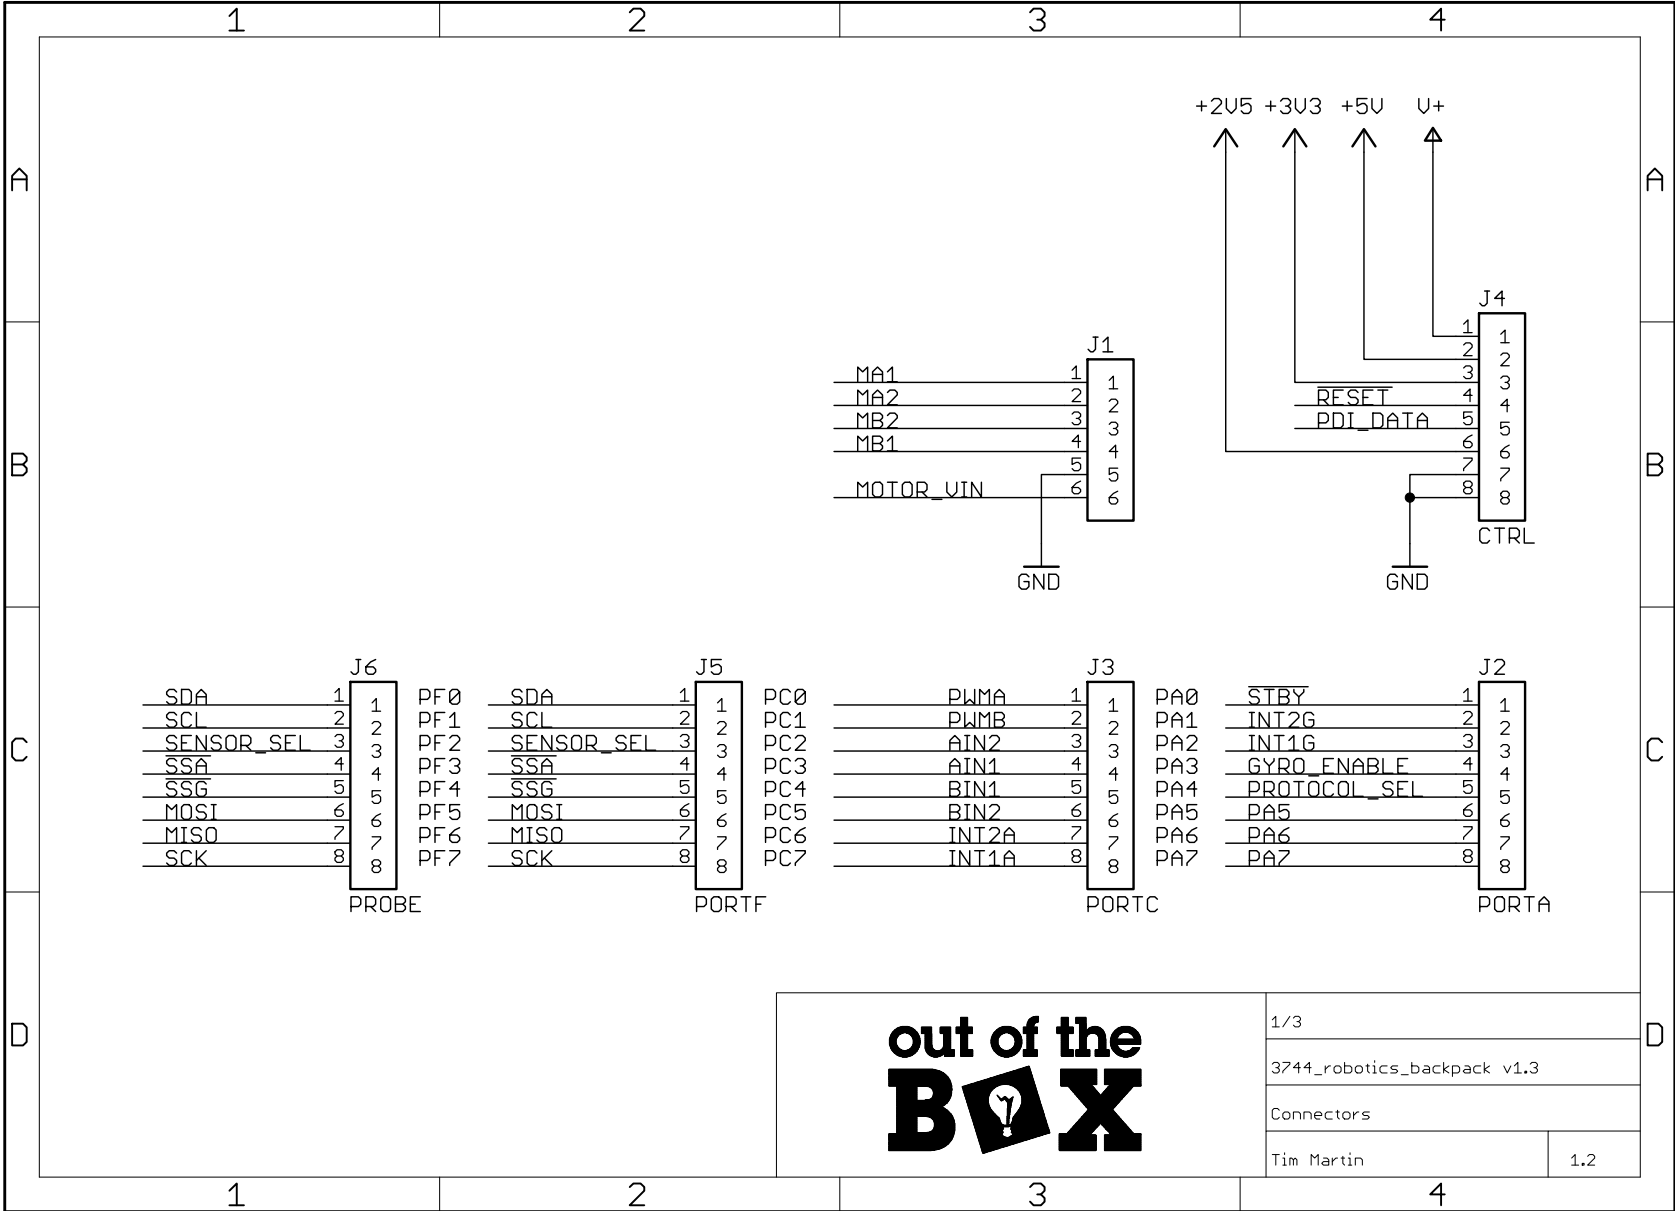 1 2 3 4
+2V5 +3V3 +5V V+
A A
J4
1 1
2 2
3 3
RESET 4 4
PDI_DATA 5 5
6 6
7 7
8 8
CTRL
GND
J1
MA1 1 1
MA2 2 2
MB2 3 3
MB1 4 4
5 5
MOTOR_VIN 6 6
GND
B B
J6
SDA 1 1
SCL 2 2
SENSOR_SEL 3 3
SSA 4 4
SSG 5 5
MOSI 6 6
MISO 7 7
SCK 8 8
PROBE
J5
PF0 SDA 1 1
PF1 SCL 2 2
PF2 SENSOR_SEL 3 3
PF3 SSA 4 4
PF4 SSG 5 5
PF5 MOSI 6 6
PF6 MISO 7 7
PF7 SCK 8 8
PORTF
J3
PC0 PWMA 1 1
PC1 PWMB 2 2
PC2 AIN2 3 3
PC3 AIN1 4 4
PC4 BIN1 5 5
PC5 BIN2 6 6
PC6 INT2A 7 7
PC7 INT1A 8 8
PORTC
J2
PA0 STBY 1 1
PA1 INT2G 2 2
PA2 INT1G 3 3
PA3 GYRO_ENABLE 4 4
PA4 PROTOCOL_SEL 5 5
PA5 PA5 6 6
PA6 PA6 7 7
PA7 PA7 8 8
PORTA
C C
D D
out of the
BOX
1/3
3744_robotics_backpack v1.3
Connectors
Tim Martin 1.2
1 2 3 4